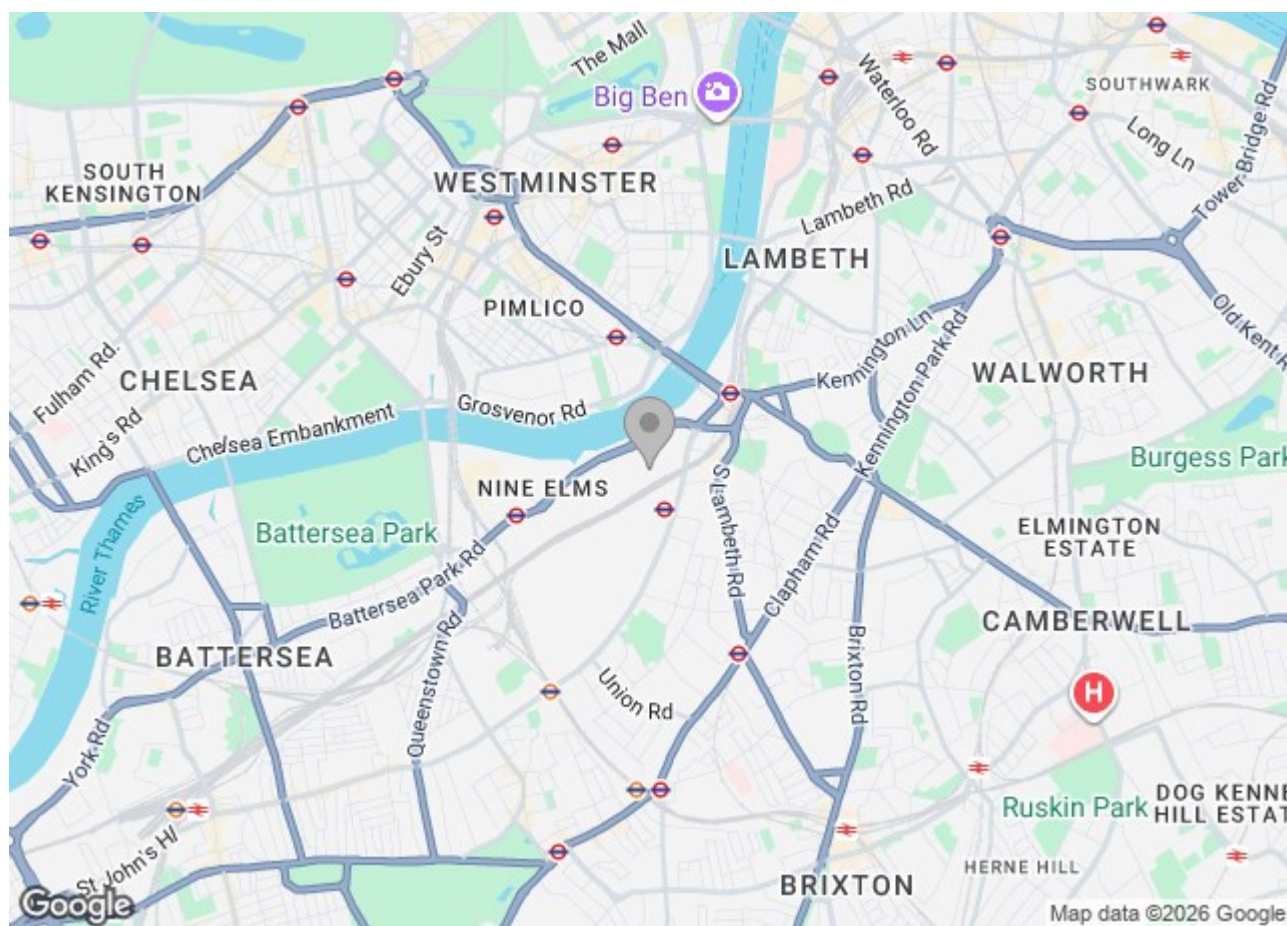 The Mall
Big Ben
Waterloo Rd
SOUTHWARK
Long Ln
Tower Bridge Rd
SOUTH
KENSINGTON
WESTMINSTER
Lambeth Rd
Ebury St
LAMBETH
PIMLICO
Old Kent R
Kennington Ln
Kennington Park Rd
WALWORTH
Fulham Rd.
CHELSEA
King's Rd
Chelsea Embankment
Grosvenor Rd
Burgess Park
NINE ELMS
S Lambeth Rd
Battersea Park
ELMINGTON
ESTATE
River Thames
Battersea Park Rd
Clapham Rd
CAMBERWELL
BATTERSEA
Queenstown Rd
Union Rd
Brixton Rd
H
York Rd
Ruskin Park
DOG KENNE
HILL ESTAT
St John's H
HERNE HILL
BRIXTON
Google
Map data ©2026 Google